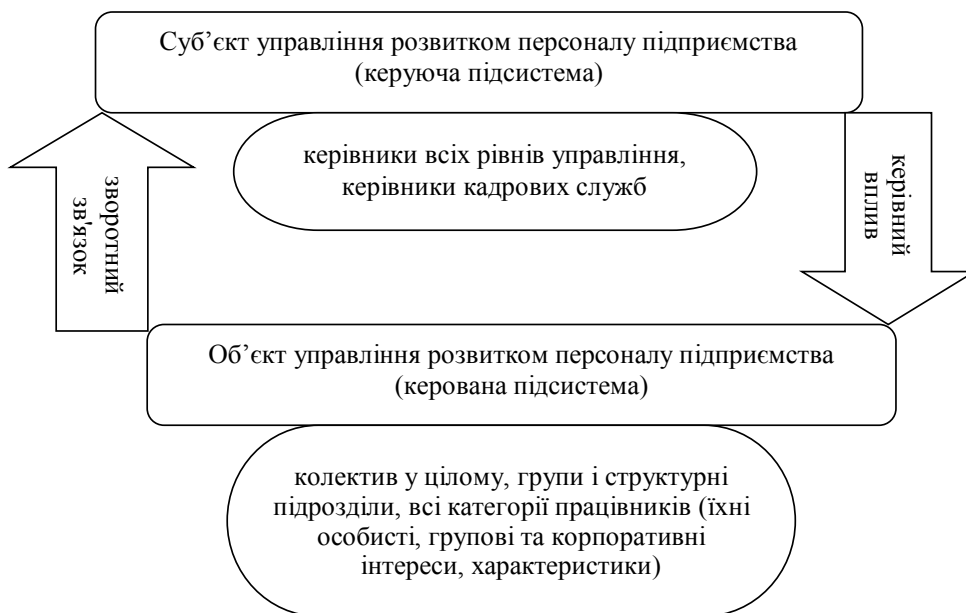 Суб’єкт управління розвитком персоналу підприємства
(керуюча підсистема)
керівники всіх рівнів управління,
керівники кадрових служб
зворотний
зв'язок
керівний
вплив
Об’єкт управління розвитком персоналу підприємства
(керована підсистема)
колектив у цілому, групи і структурні
підрозділи, всі категорії працівників (їхні
особисті, групові та корпоративні
інтереси, характеристики)